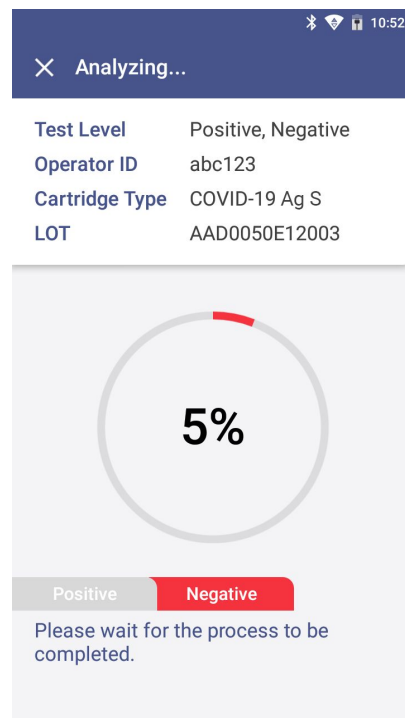 10:52
Analyzing...
Test Level Positive, Negative
Operator ID abc123
Cartridge Type COVID-19 Ag S
LOT AAD0050E12003
5%
Positive Negative
Please wait for the process to be
completed.